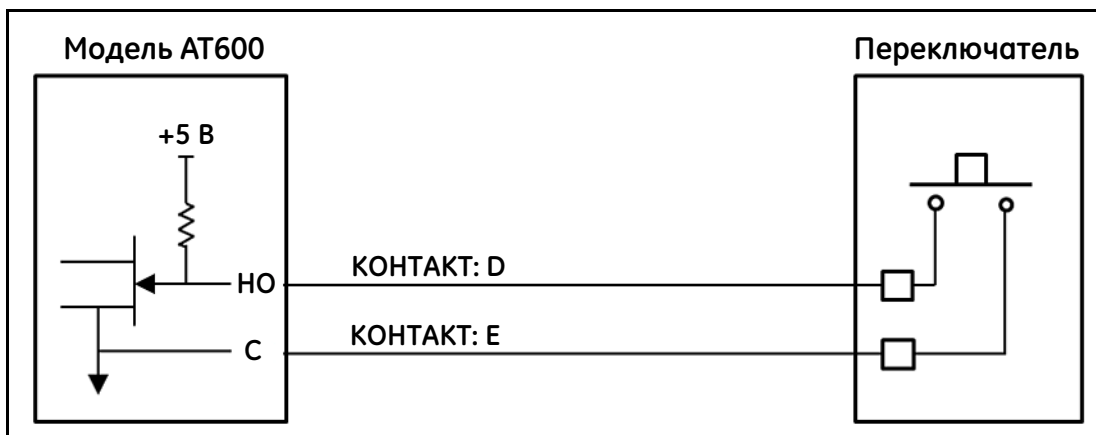 Модель AT600
Переключатель
+5 В
НО
КОНТАКТ: D
С
КОНТАКТ: E